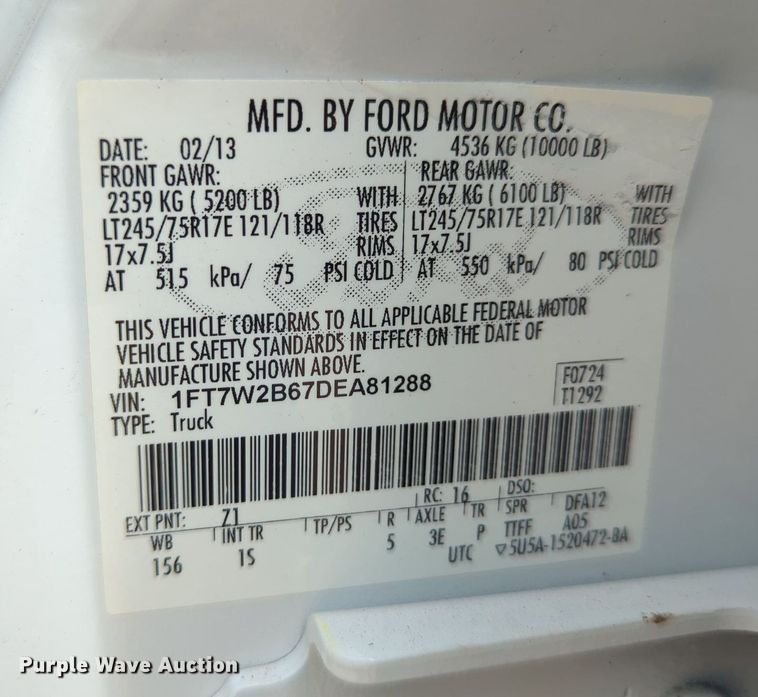 MFD. BY FORD MOTOR CO.
DATE: 02/13 GVWR: 4536 KG (10000 LB)
FRONT GAWR: REAR GAWR:
2359 KG ( 5200 LB) WITH 2767 KG ( 6100 LB) WITH
LT245/75R17E 121/118R TIRES LT245/75R17E 121/118R TIRES
17x7.5J RIMS 17x7.5J RIMS
AT 515 kPa/ 75 PSI COLD AT 550 kPa/ 80 PSI COLD
THIS VEHICLE CONFORMS TO ALL APPLICABLE FEDERAL MOTOR
VEHICLE SAFETY STANDARDS IN EFFECT ON THE DATE OF
MANUFACTURE SHOWN ABOVE.
VIN: 1FT7W2B67DEA81288 F0724
TYPE: Truck T1292
EXT PNT: Z1 RC: 16 DSO:
WB INT TR TP/PS R AXLE TR SPR DFA12
156 1S 5 3E P TTFF A05
UTC ▽5U5A-1520472-BA
Purple Wave Auction